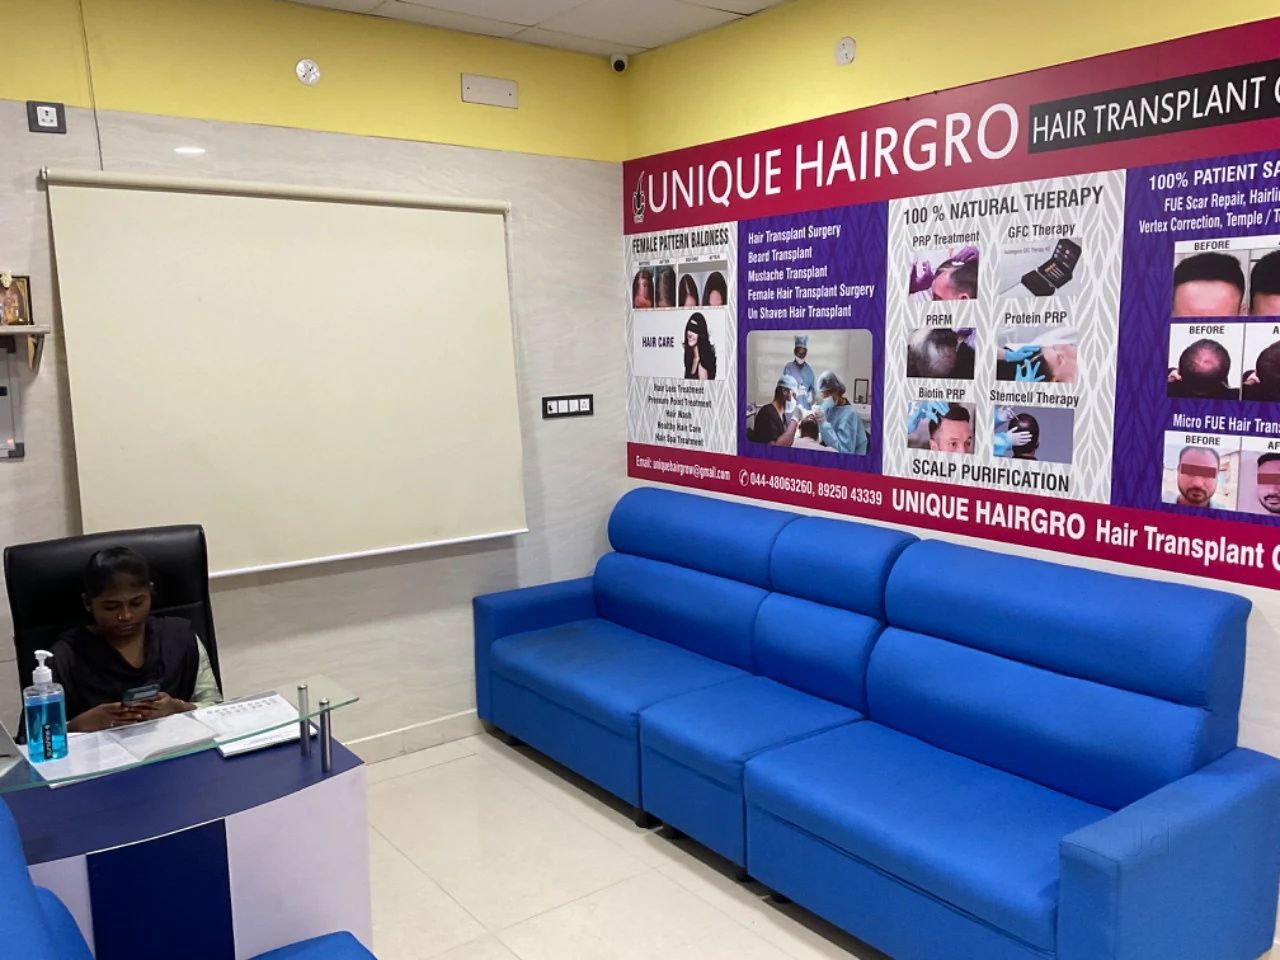 UNIQUE HAIRGRO
HAIR TRANSPLANT
FEMALE PATTERN BALDNESS
HAIR CARE
Hair Loss Treatment
Pressure Point Treatment
Hair Wash
Healthy Hair Care
Hair Spa Treatment
Hair Transplant Surgery
Beard Transplant
Mustache Transplant
Female Hair Transplant Surgery
Un Shaven Hair Transplant
100 % NATURAL THERAPY
PRP Treatment
GFC Therapy
PRFM
Protein PRP
Biotin PRP
Stemcell Therapy
SCALP PURIFICATION
100% PATIENT SA
FUE Scar Repair, Hairli
Vertex Correction, Temple / T
BEFORE
BEFORE
A
Micro FUE Hair Trans
BEFORE
AF
Email: uniquehairgrow@gmail.com
044-48063260, 89250 43339
UNIQUE HAIRGRO Hair Transplant C
Jd